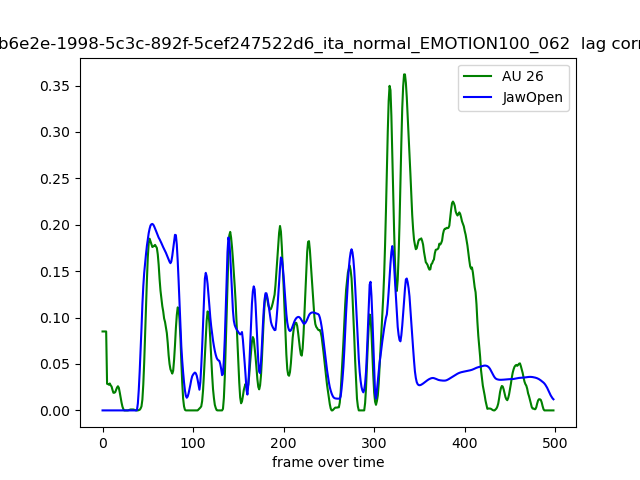 b6e2e-1998-5c3c-892f-5cef247522d6_ita_normal_EMOTION100_062 lag corr
AU 26
JawOpen
0.35
0.30
0.25
0.20
0.15
0.10
0.05
0.00
0 100 200 300 400 500
frame over time